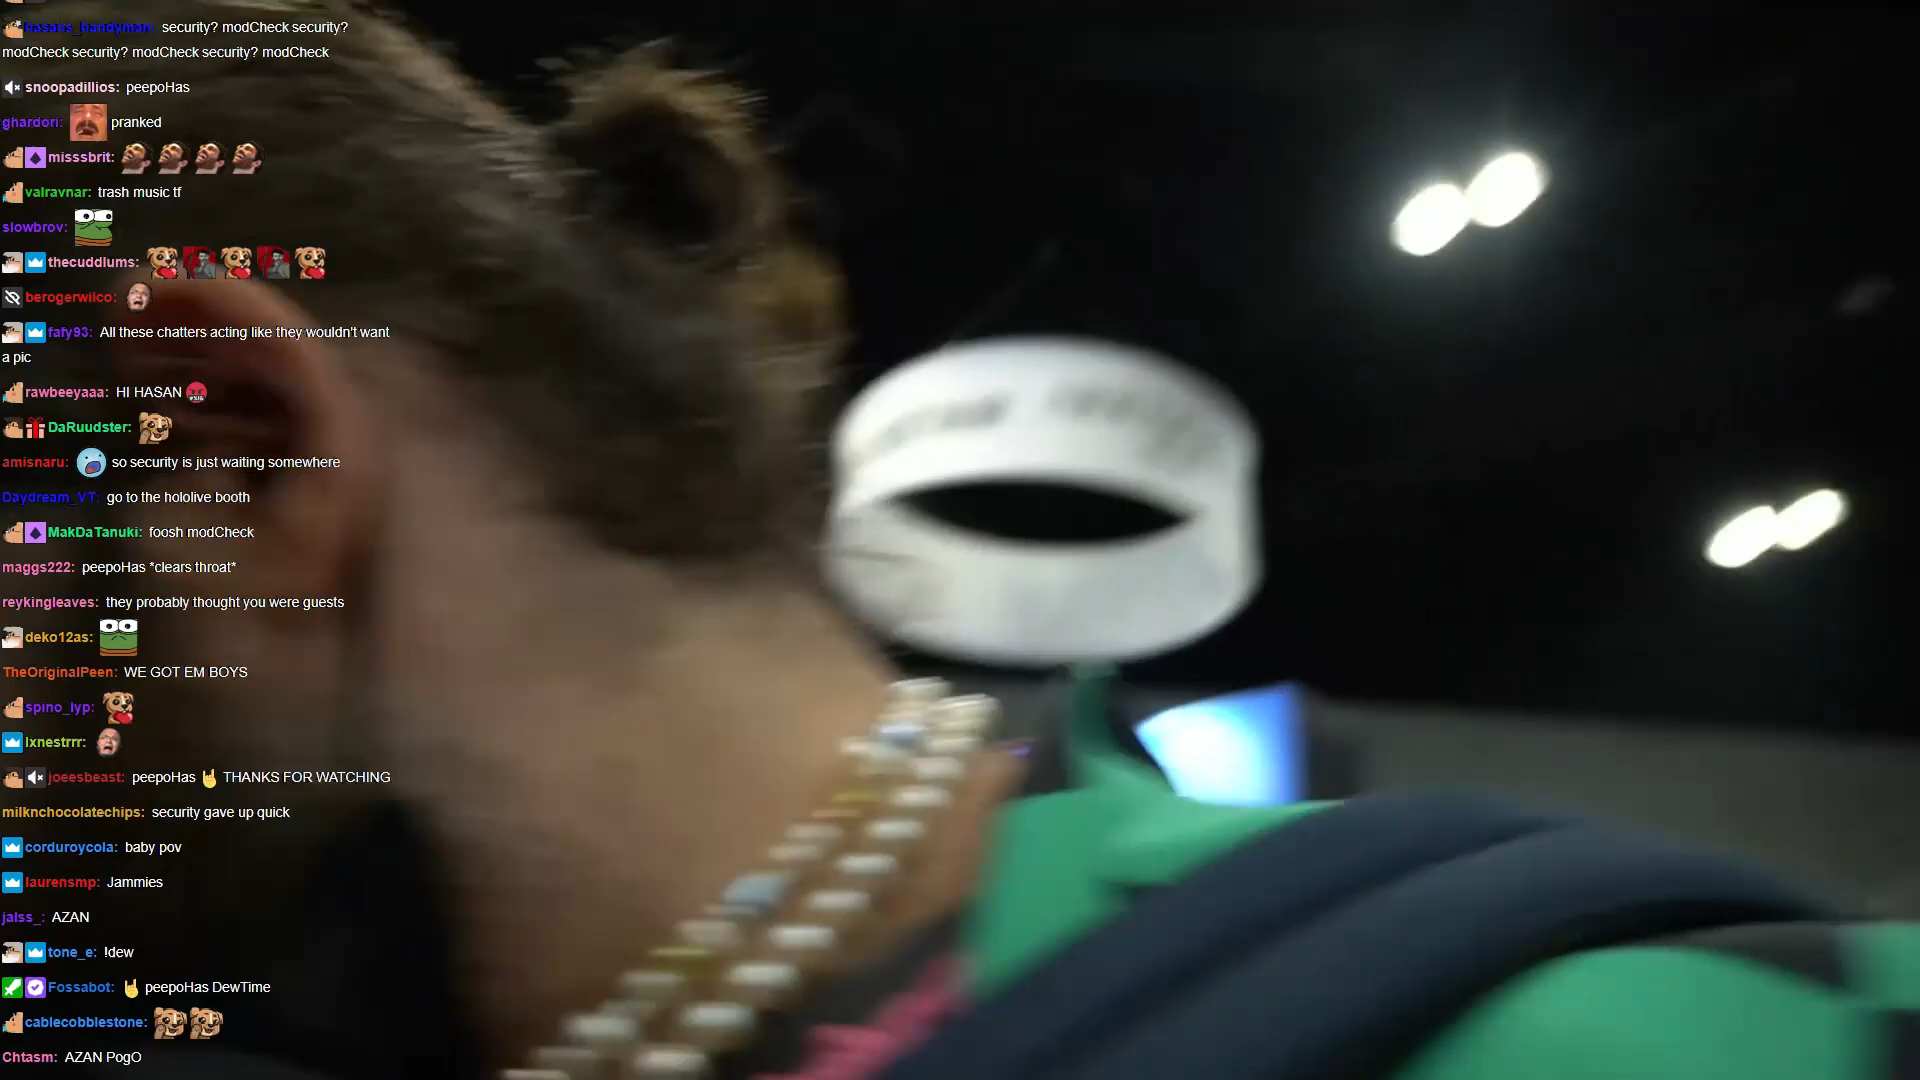 hasans_handyman: security? modCheck security?
modCheck security? modCheck security? modCheck
snoopadillios: peepoHas
ghardori: pranked
misssbrit:
valravnar: trash music tf
slowbrov:
thecuddlums:
berogerwilco:
fafy93: All these chatters acting like they wouldn't want
a pic
rawbeeyaaa: HI HASAN
DaRuudster:
amisnaru: so security is just waiting somewhere
Daydream_VT: go to the hololive booth
MakDaTanuki: foosh modCheck
maggs222: peepoHas *clears throat*
reykingleaves: they probably thought you were guests
deko12as:
TheOriginalPeen: WE GOT EM BOYS
spino_lyp:
lxnestrrr:
joeesbeast: peepoHas 🤘 THANKS FOR WATCHING
milknchocolatechips: security gave up quick
corduroycola: baby pov
laurensmp: Jammies
jalss_: AZAN
tone_e: !dew
Fossabot: 🤘 peepoHas DewTime
cablecobblestone:
Chtasm: AZAN PogO